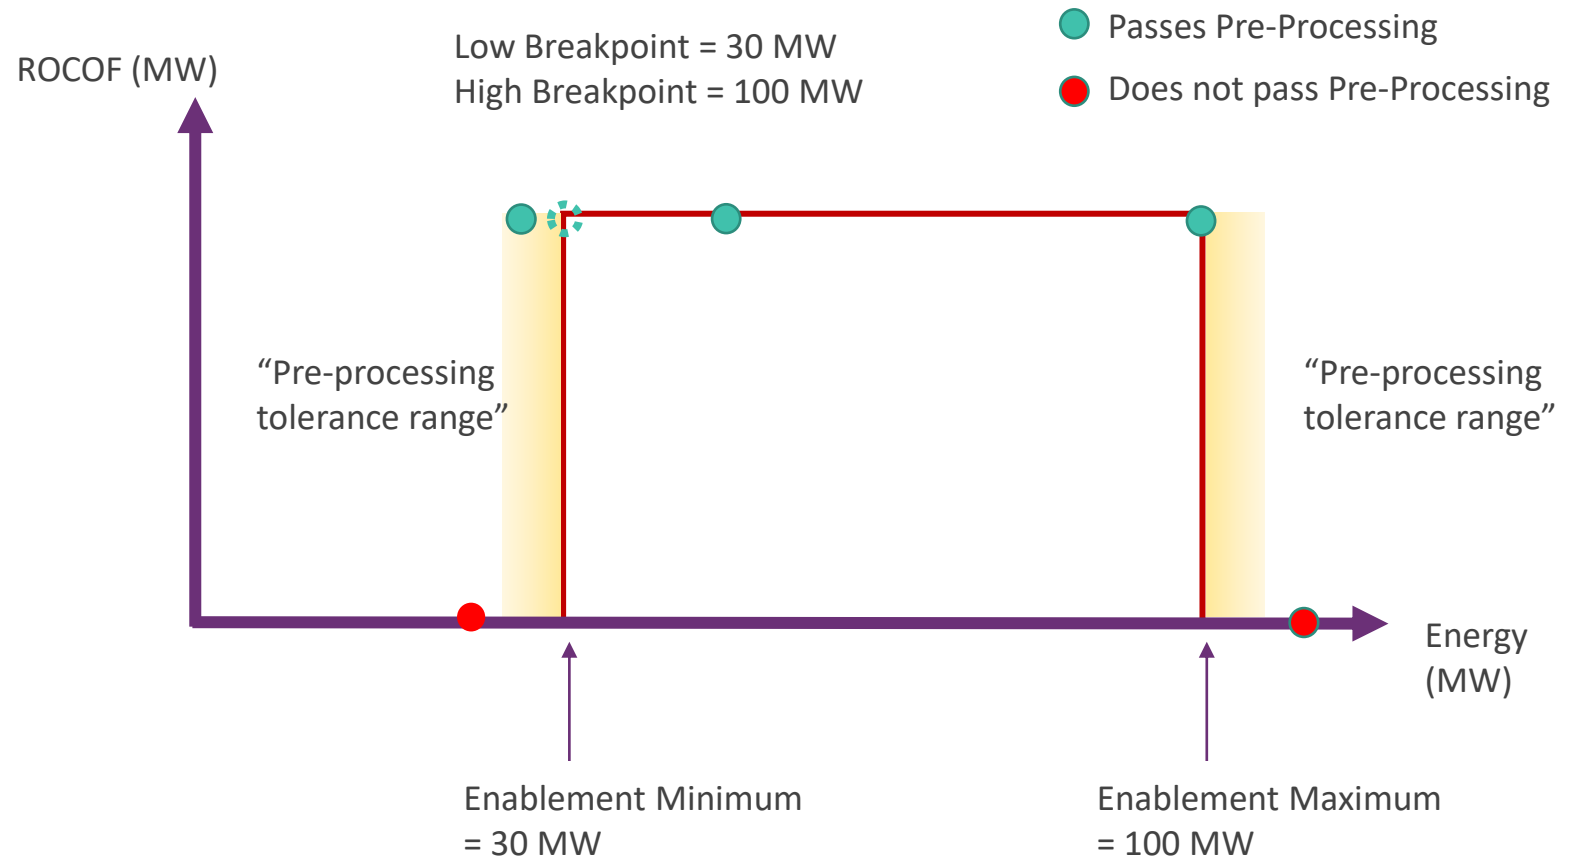 ROCOF (MW)
Low Breakpoint = 30 MW
High Breakpoint = 100 MW
Passes Pre-Processing
Does not pass Pre-Processing
“Pre-processing
tolerance range”
“Pre-processing
tolerance range”
Energy
(MW)
Enablement Minimum
= 30 MW
Enablement Maximum
= 100 MW